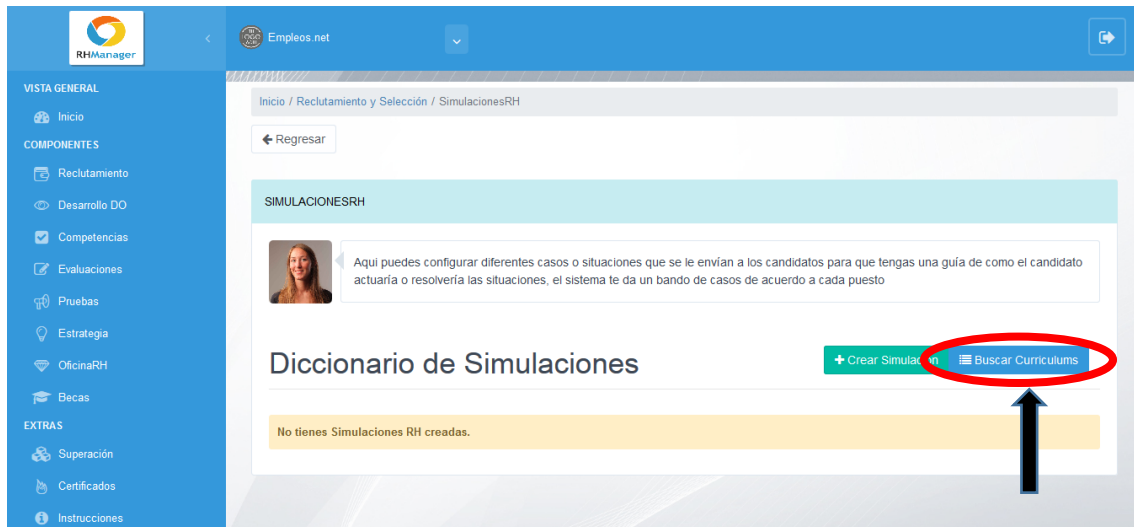 RHManager
Empleos.net
VISTA GENERAL
Inicio
COMPONENTES
Reclutamiento
Desarrollo DO
Competencias
Evaluaciones
Pruebas
Estrategia
OficinaRH
Becas
EXTRAS
Superación
Certificados
Instrucciones
Inicio / Reclutamiento y Selección / SimulacionesRH
Regresar
SIMULACIONESRH
Aqui puedes configurar diferentes casos o situaciones que se le envían a los candidatos para que tengas una guía de como el candidato
actuaría o resolvería las situaciones, el sistema te da un bando de casos de acuerdo a cada puesto
Diccionario de Simulaciones
Crear Simulación
Buscar Curriculums
No tienes Simulaciones RH creadas.